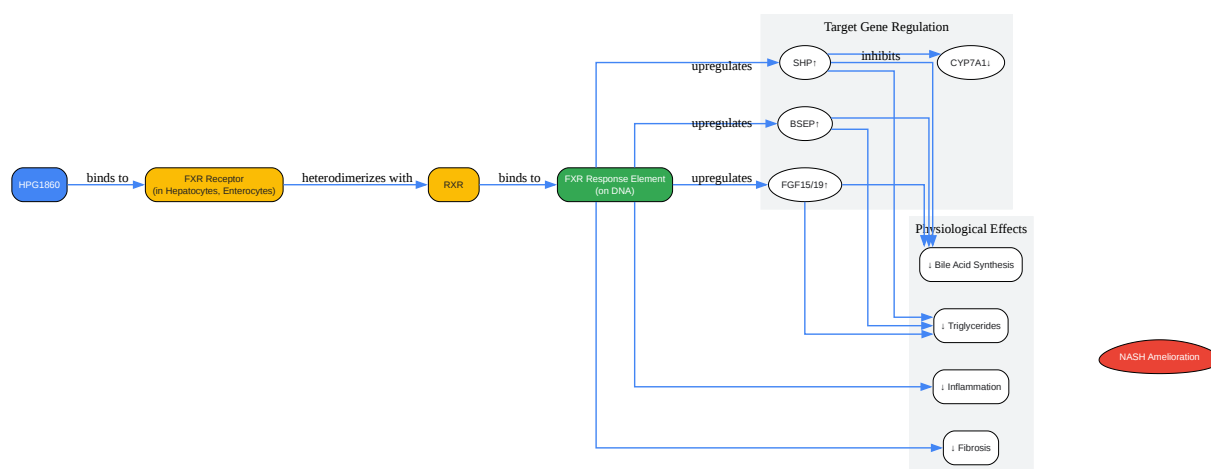 Target Gene Regulation
upregulates
SHP↑
inhibits
CYP7A1↓
upregulates
BSEP↑
HPG1860
binds to
FXR Receptor
(in Hepatocytes, Enterocytes)
heterodimerizes with
RXR
binds to
FXR Response Element
(on DNA)
upregulates
FGF15/19↑
Physiological Effects
↓ Bile Acid Synthesis
↓ Triglycerides
NASH Amelioration
↓ Inflammation
↓ Fibrosis